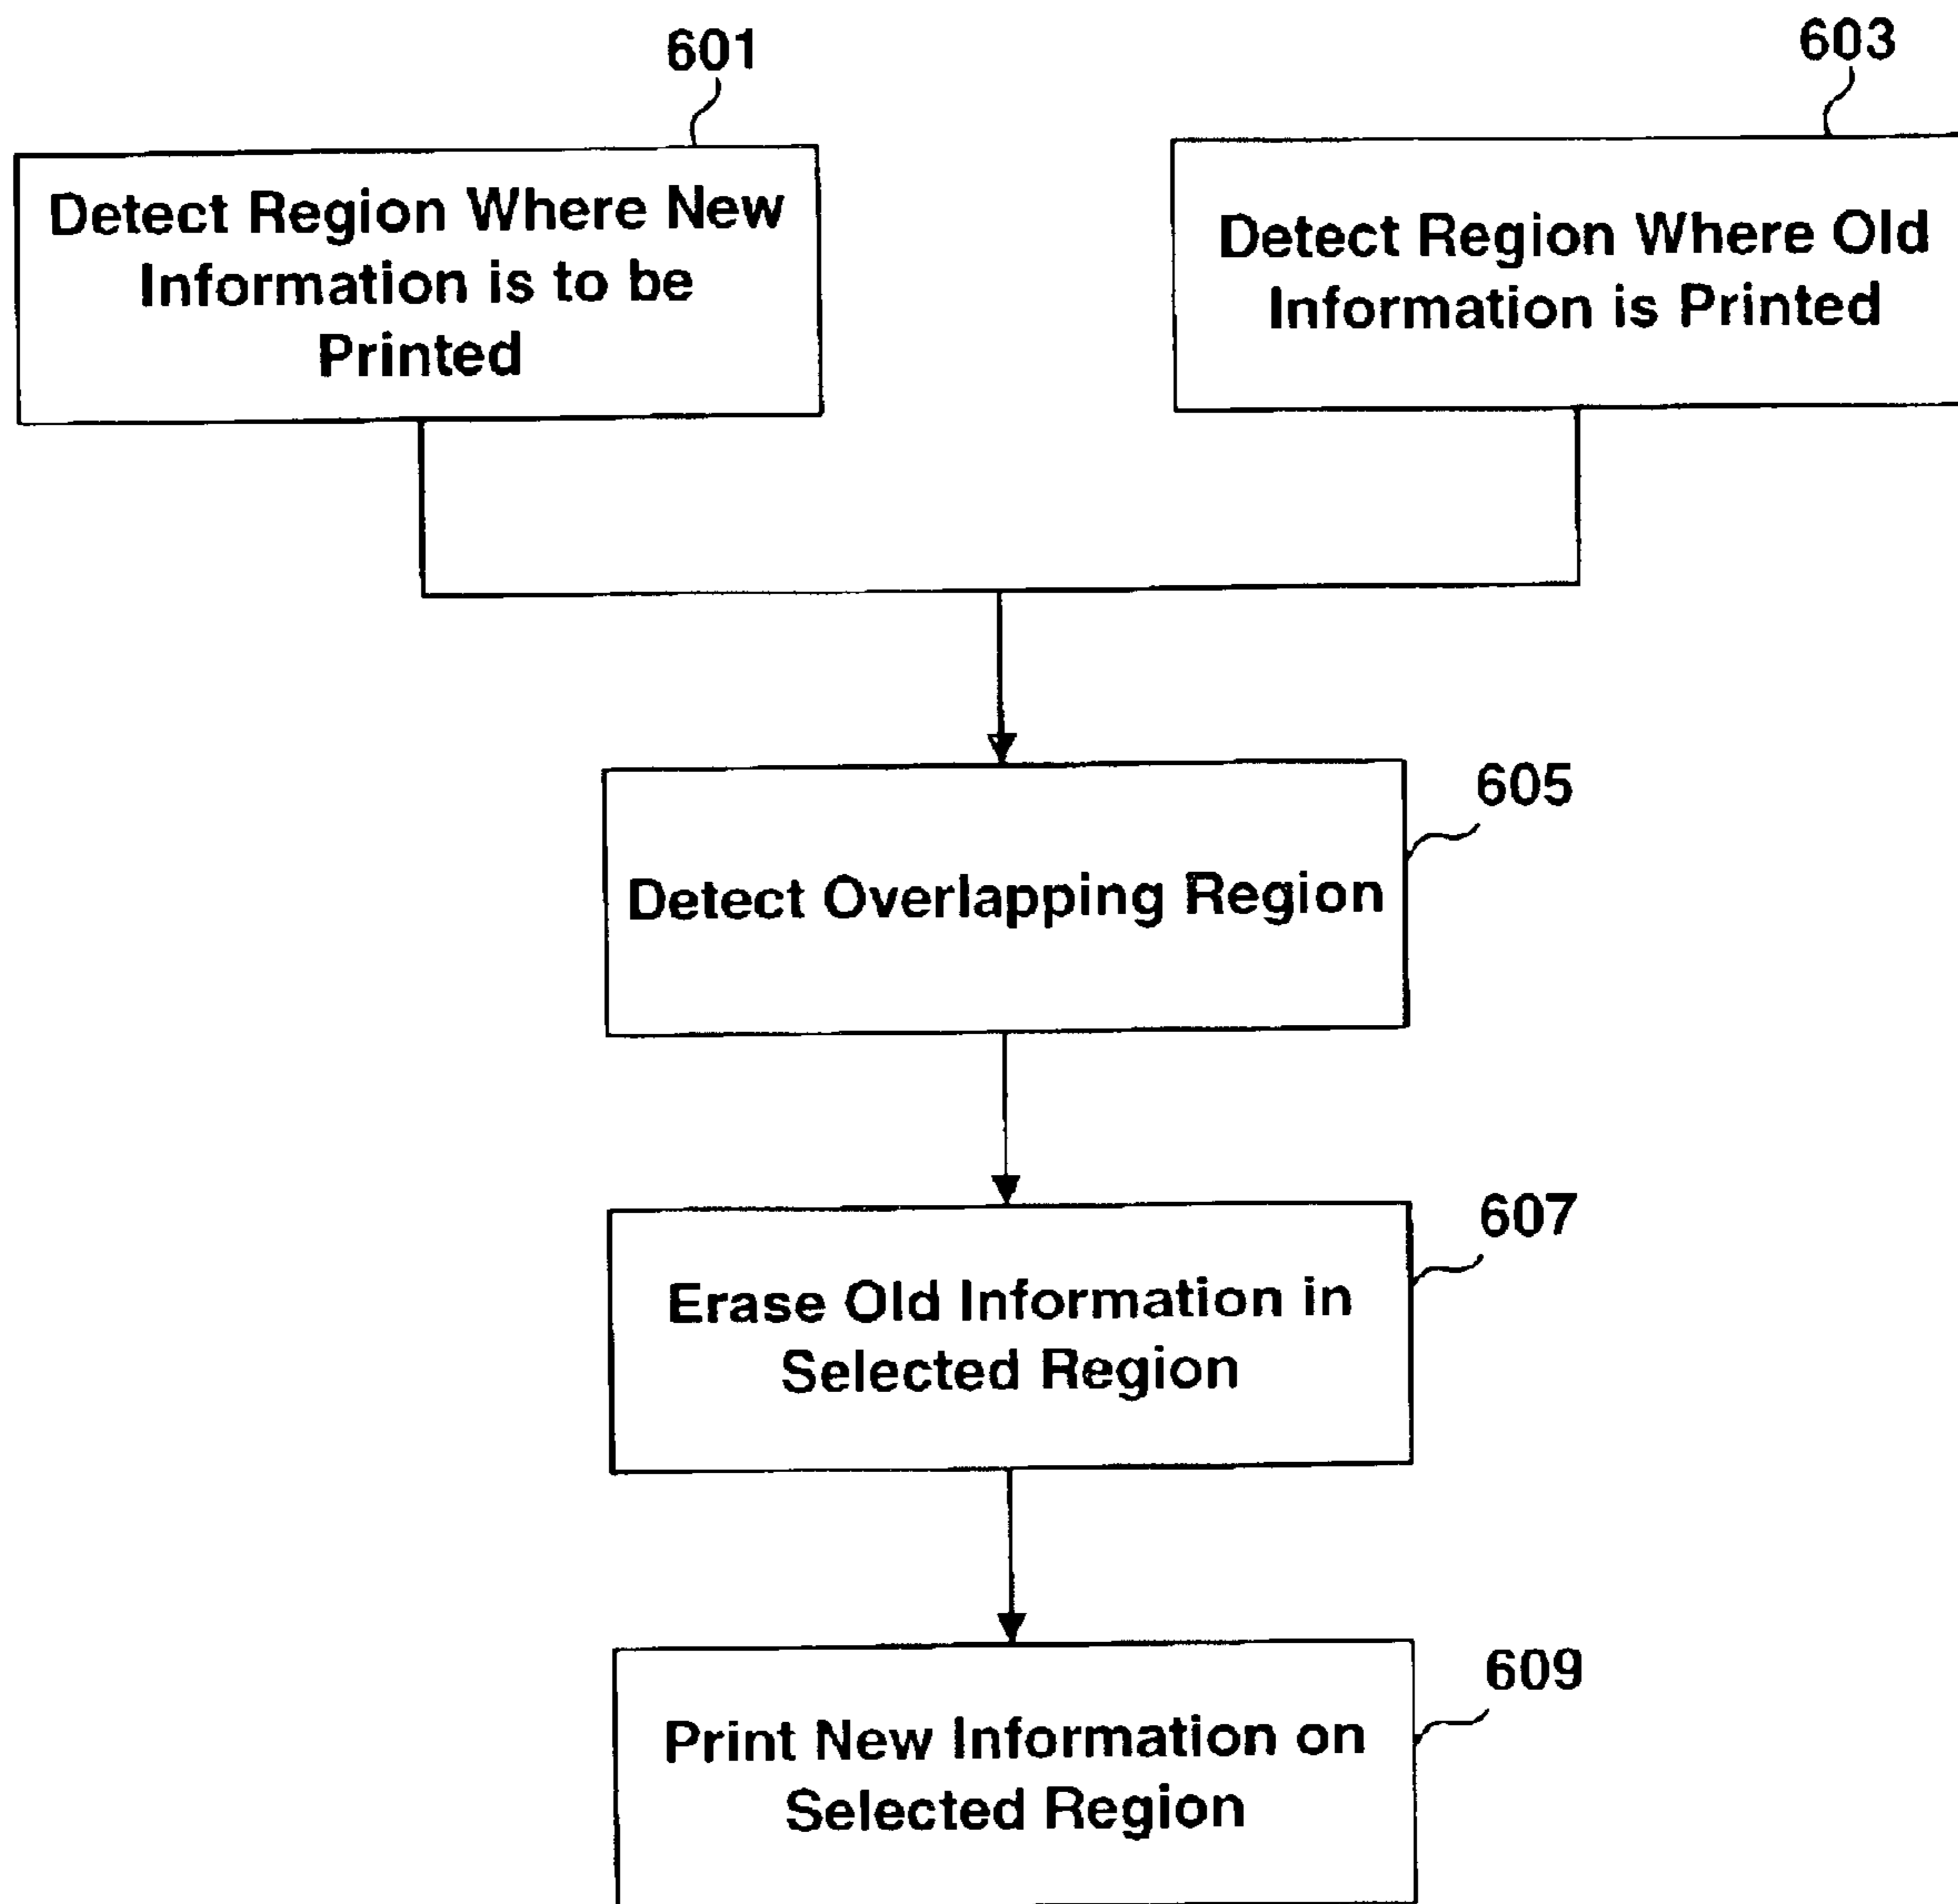 601
603
Detect Region Where New
Information is to be
Printed
Detect Region Where Old
Information is Printed
605
Detect Overlapping Region
607
Erase Old Information in
Selected Region
609
Print New Information on
Selected Region